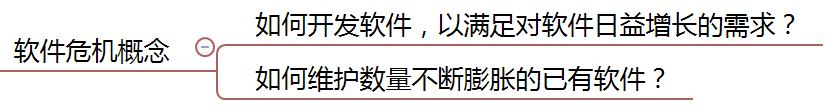 软件危机概念
如何开发软件，以满足对软件日益增长的需求？
如何维护数量不断膨胀的已有软件？